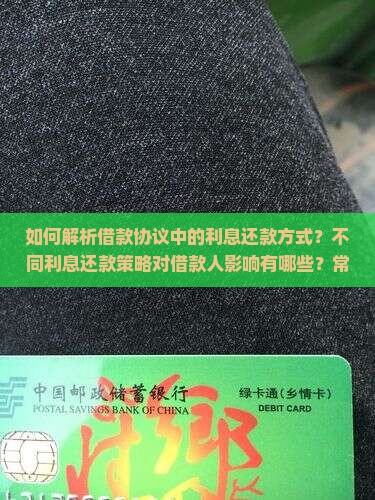 如何解析借款协议中的利息还款方式？不
同利息还款策略对借款人影响有哪些？常
中国邮政储蓄银行
POSTAL SAVINGS BANK OF CHINA
绿卡通(乡情卡)
DEBIT CARD
乡